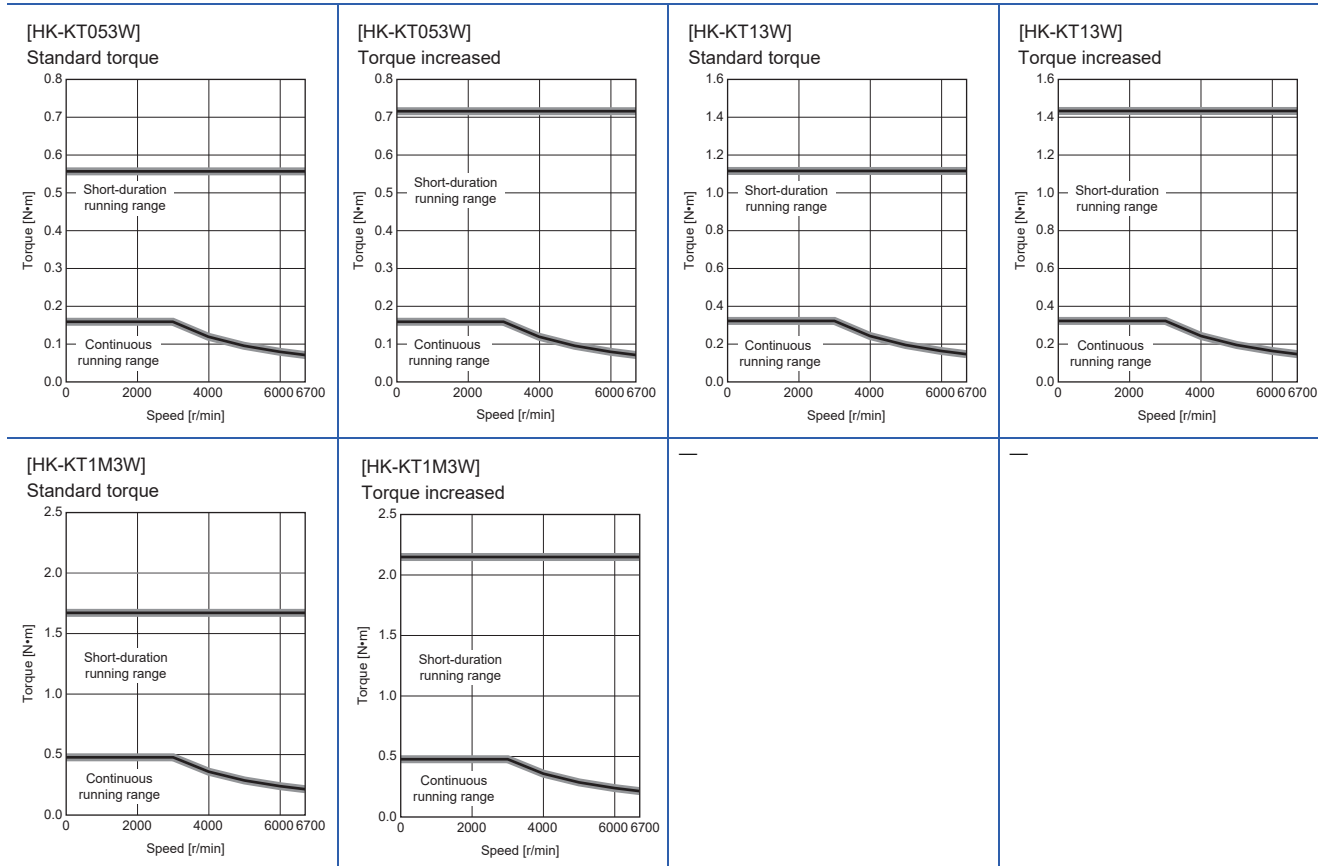 [HK-KT053W]
Standard torque
0.8
0.7
0.6
0.5
0.4
0.3
0.2
0.1
0.0
Torque [N•m]
Short-duration
running range
Continuous
running range
0 2000 4000 6000 6700
Speed [r/min]
[HK-KT053W]
Torque increased
0.8
0.7
0.6
0.5
0.4
0.3
0.2
0.1
0.0
Torque [N•m]
Short-duration
running range
Continuous
running range
0 2000 4000 6000 6700
Speed [r/min]
[HK-KT13W]
Standard torque
1.6
1.4
1.2
1.0
0.8
0.6
0.4
0.2
0.0
Torque [N•m]
Short-duration
running range
Continuous
running range
0 2000 4000 6000 6700
Speed [r/min]
[HK-KT13W]
Torque increased
1.6
1.4
1.2
1.0
0.8
0.6
0.4
0.2
0.0
Torque [N•m]
Short-duration
running range
Continuous
running range
0 2000 4000 6000 6700
Speed [r/min]
[HK-KT1M3W]
Standard torque
2.5
2.0
1.5
1.0
0.5
0.0
Torque [N•m]
Short-duration
running range
Continuous
running range
0 2000 4000 6000 6700
Speed [r/min]
[HK-KT1M3W]
Torque increased
2.5
2.0
1.5
1.0
0.5
0.0
Torque [N•m]
Short-duration
running range
Continuous
running range
0 2000 4000 6000 6700
Speed [r/min]
—
—